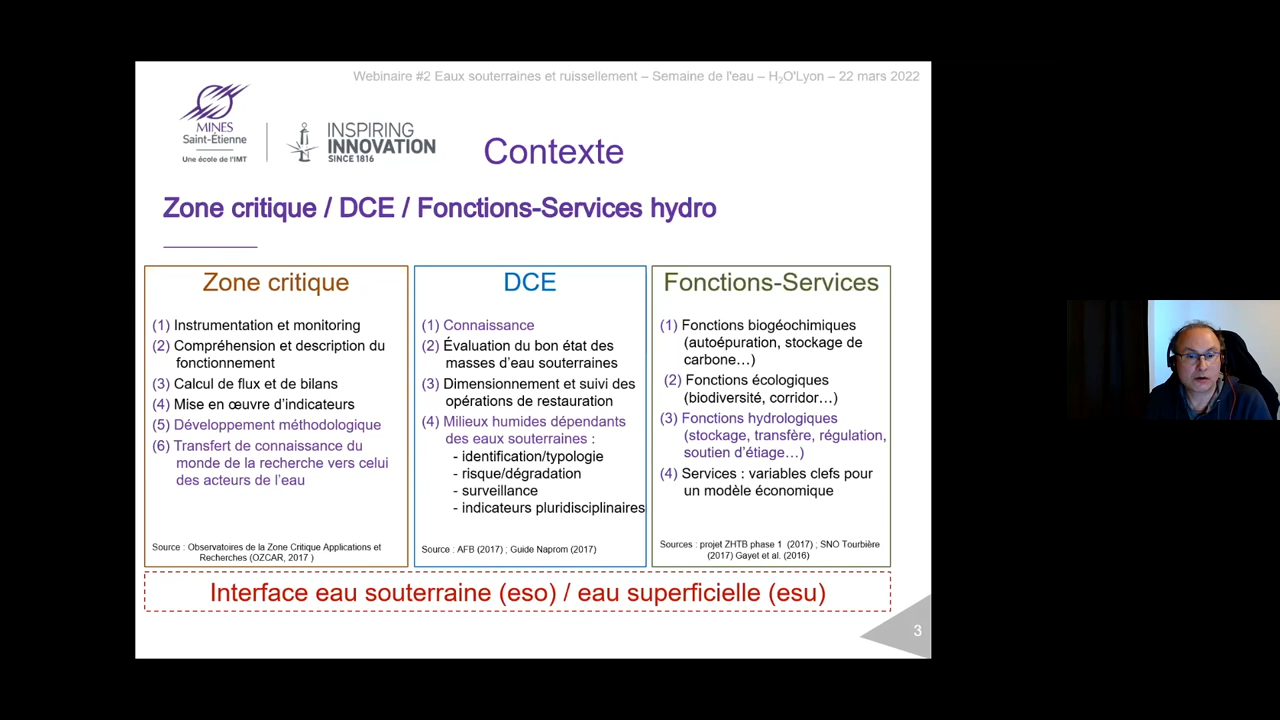 Webinaire #2 Eaux souterraines et ruissellement – Semaine de l'eau – H₂O'Lyon – 22 mars 2022
MINES
Saint-Étienne
Une école de l'IMT
INSPIRING
INNOVATION
SINCE 1816
Contexte
Zone critique / DCE / Fonctions-Services hydro
Zone critique
(1) Instrumentation et monitoring
(2) Compréhension et description du
fonctionnement
(3) Calcul de flux et de bilans
(4) Mise en œuvre d'indicateurs
(5) Développement méthodologique
(6) Transfert de connaissance du
monde de la recherche vers celui
des acteurs de l'eau
Source : Observatoires de la Zone Critique Applications et
Recherches (OZCAR, 2017 )
DCE
(1) Connaissance
(2) Évaluation du bon état des
masses d'eau souterraines
(3) Dimensionnement et suivi des
opérations de restauration
(4) Milieux humides dépendants
des eaux souterraines :
- identification/typologie
- risque/dégradation
- surveillance
- indicateurs pluridisciplinaires
Source : AFB (2017) ; Guide Naprom (2017)
Fonctions-Services
(1) Fonctions biogéochimiques
(autoépuration, stockage de
carbone…)
(2) Fonctions écologiques
(biodiversité, corridor…)
(3) Fonctions hydrologiques
(stockage, transfère, régulation,
soutien d'étiage…)
(4) Services : variables clefs pour
un modèle économique
Sources : projet ZHTB phase 1 (2017) ; SNO Tourbière
(2017) Gayet et al. (2016)
Interface eau souterraine (eso) / eau superficielle (esu)
3